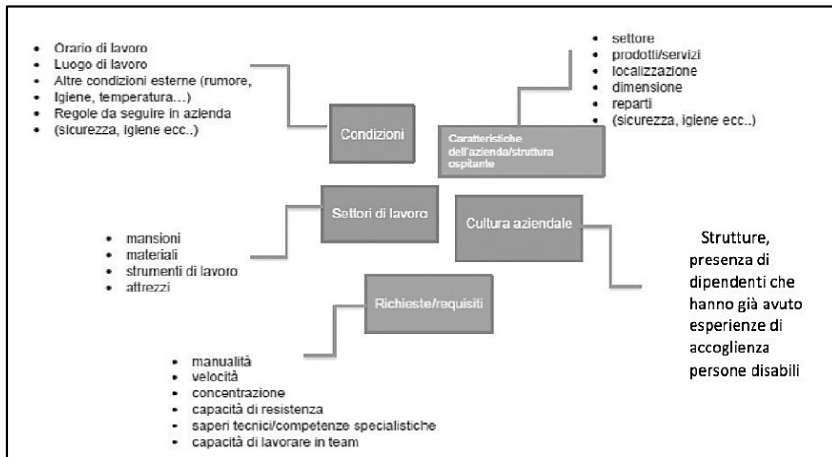 • Orario di lavoro
• Luogo di lavoro
• Altre condizioni esterne (rumore,
• Igiene, temperatura...)
• Regole da seguire in azienda
• (sicurezza, igiene ecc..)
Condizioni
• settore
• prodotti/servizi
• localizzazione
• dimensione
• reparti
• (sicurezza, igiene ecc..)
Caratteristiche
dell'azienda/struttura
ospitante
Settori di lavoro
• mansioni
• materiali
• strumenti di lavoro
• attrezzi
Cultura aziendale
Strutture,
presenza di
dipendenti che
hanno già avuto
esperienze di
accoglienza
persone disabili
Richieste/requisiti
• manualità
• velocità
• concentrazione
• capacità di resistenza
• saperi tecnici/competenze specialistiche
• capacità di lavorare in team